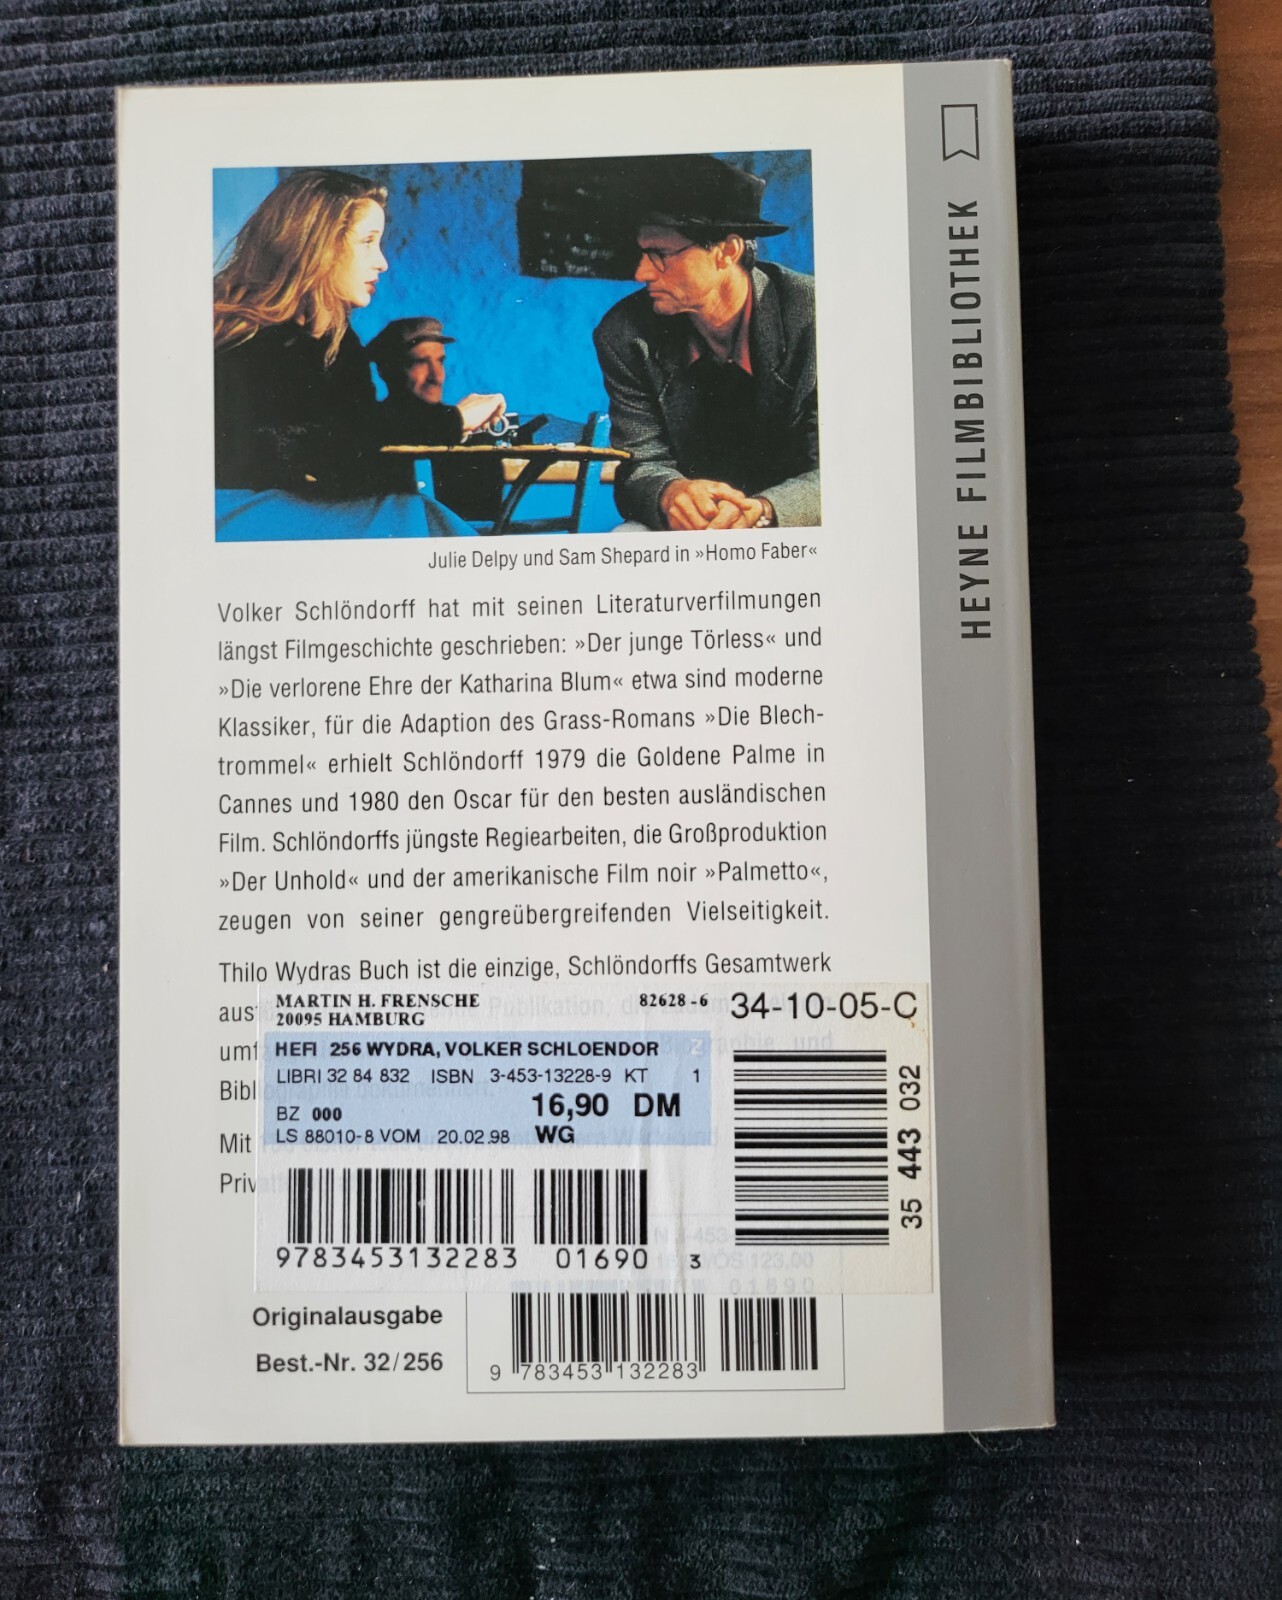 HEYNE FILMBIBLIOTHEK
Julie Delpy und Sam Shepard in »Homo Faber«
Volker Schlöndorff hat mit seinen Literaturverfilmungen
längst Filmgeschichte geschrieben: »Der junge Törless« und
»Die verlorene Ehre der Katharina Blum« etwa sind moderne
Klassiker, für die Adaption des Grass-Romans »Die Blech-
trommel« erhielt Schlöndorff 1979 die Goldene Palme in
Cannes und 1980 den Oscar für den besten ausländischen
Film. Schlöndorffs jüngste Regiearbeiten, die Großproduktion
»Der Unhold« und der amerikanische Film noir »Palmetto«,
zeugen von seiner gengreübergreifenden Vielseitigkeit.
Thilo Wydras Buch ist die einzige, Schlöndorffs Gesamtwerk
Publikation,
und
Mit
MARTIN H. FRENSCHE 82628-6
20095 HAMBURG
HEFI 256 WYDRA, VOLKER SCHLOENDOR
LIBRI 32 84 832 ISBN 3-453-13228-9 KT 1
16,90 DM
BZ 000
LS 88010-8 VOM 20.02.98 WG
9783453132283 01690 3
34-10-05-C
35 443 032
ÖS 123,00
01690
Originalausgabe
Best.-Nr. 32/256
9 783453 132283